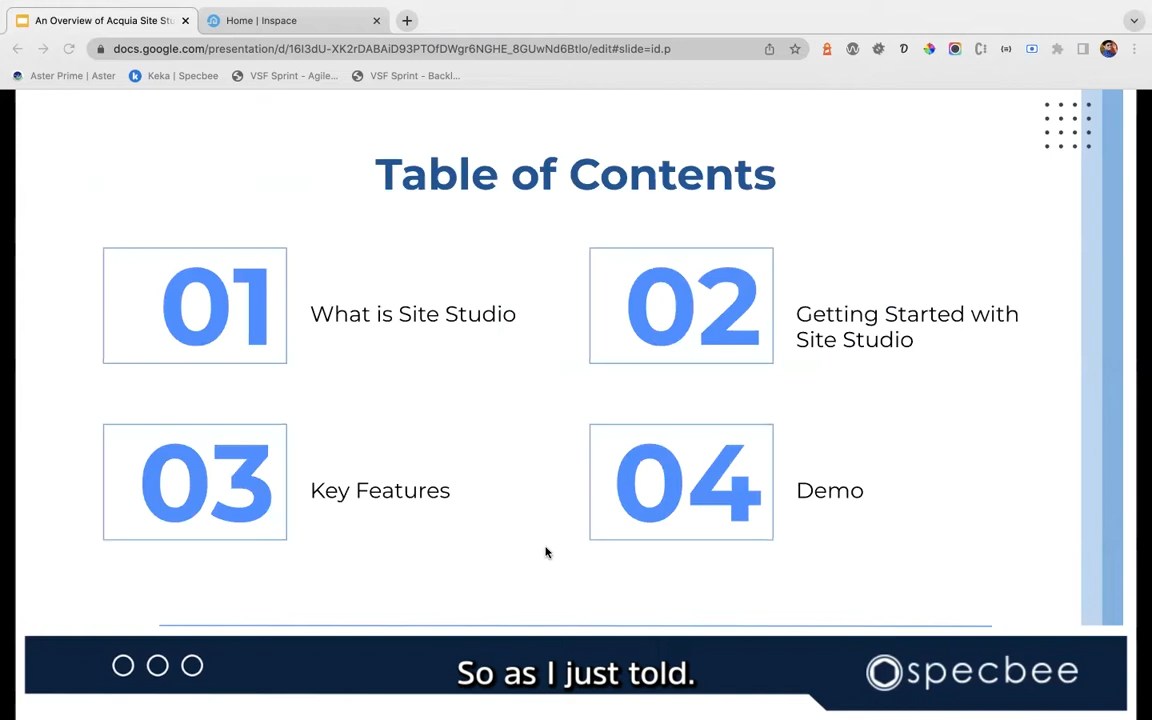 An Overview of Acquia Site Stu
Home | Inspace
docs.google.com/presentation/d/16I3dU-XK2rDABAiD93PTOfDWgr6NGHE_8GUwNd6Btlo/edit#slide=id.p
Aster Prime | Aster
Keka | Specbee
VSF Sprint - Agile...
VSF Sprint - Backl...
Table of Contents
01
What is Site Studio
02
Getting Started with
Site Studio
03
Key Features
04
Demo
So as I just told.
specbee